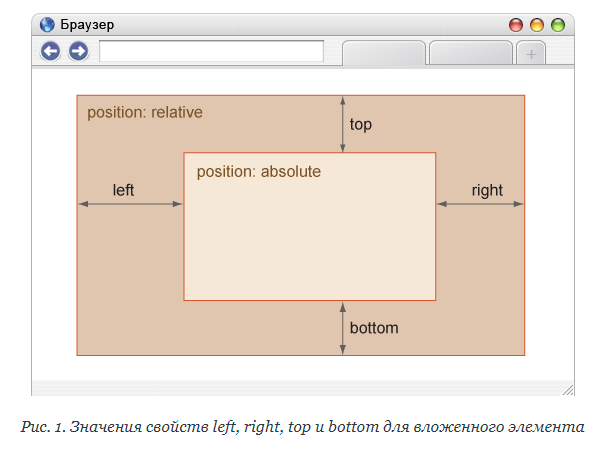 Браузер
+
position: relative
top
position: absolute
left
right
bottom
Рис. 1. Значения свойств left, right, top и bottom для вложенного элемента